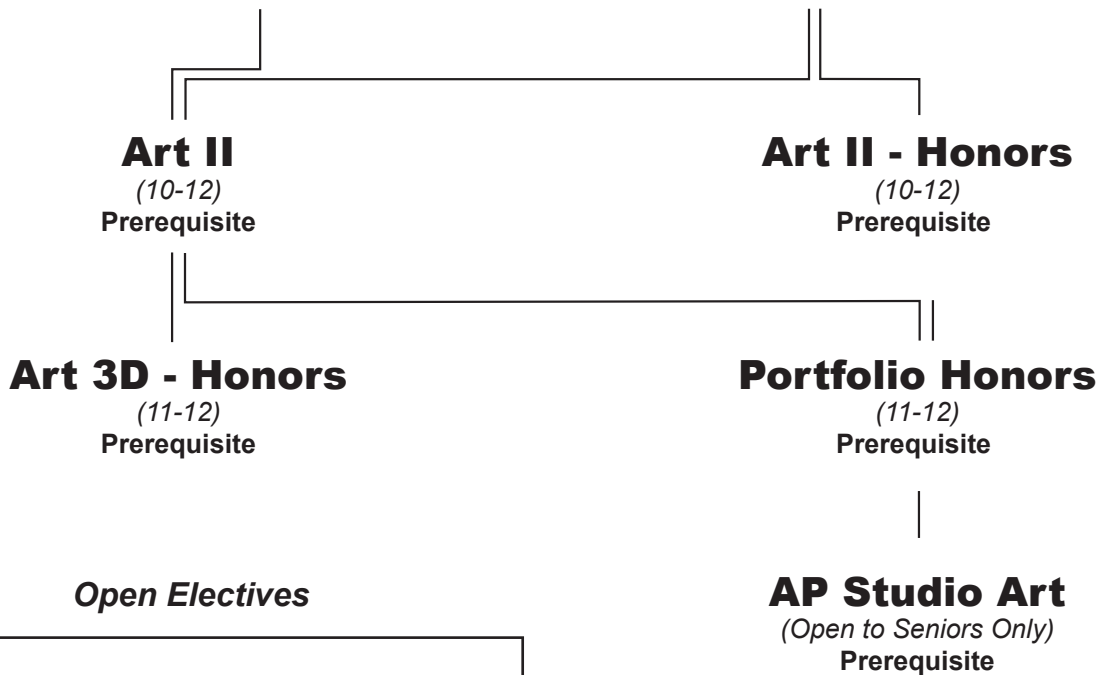 Art II
(10-12)
Prerequisite
Art II - Honors
(10-12)
Prerequisite
Art 3D - Honors
(11-12)
Prerequisite
Portfolio Honors
(11-12)
Prerequisite
Open Electives
AP Studio Art
(Open to Seniors Only)
Prerequisite